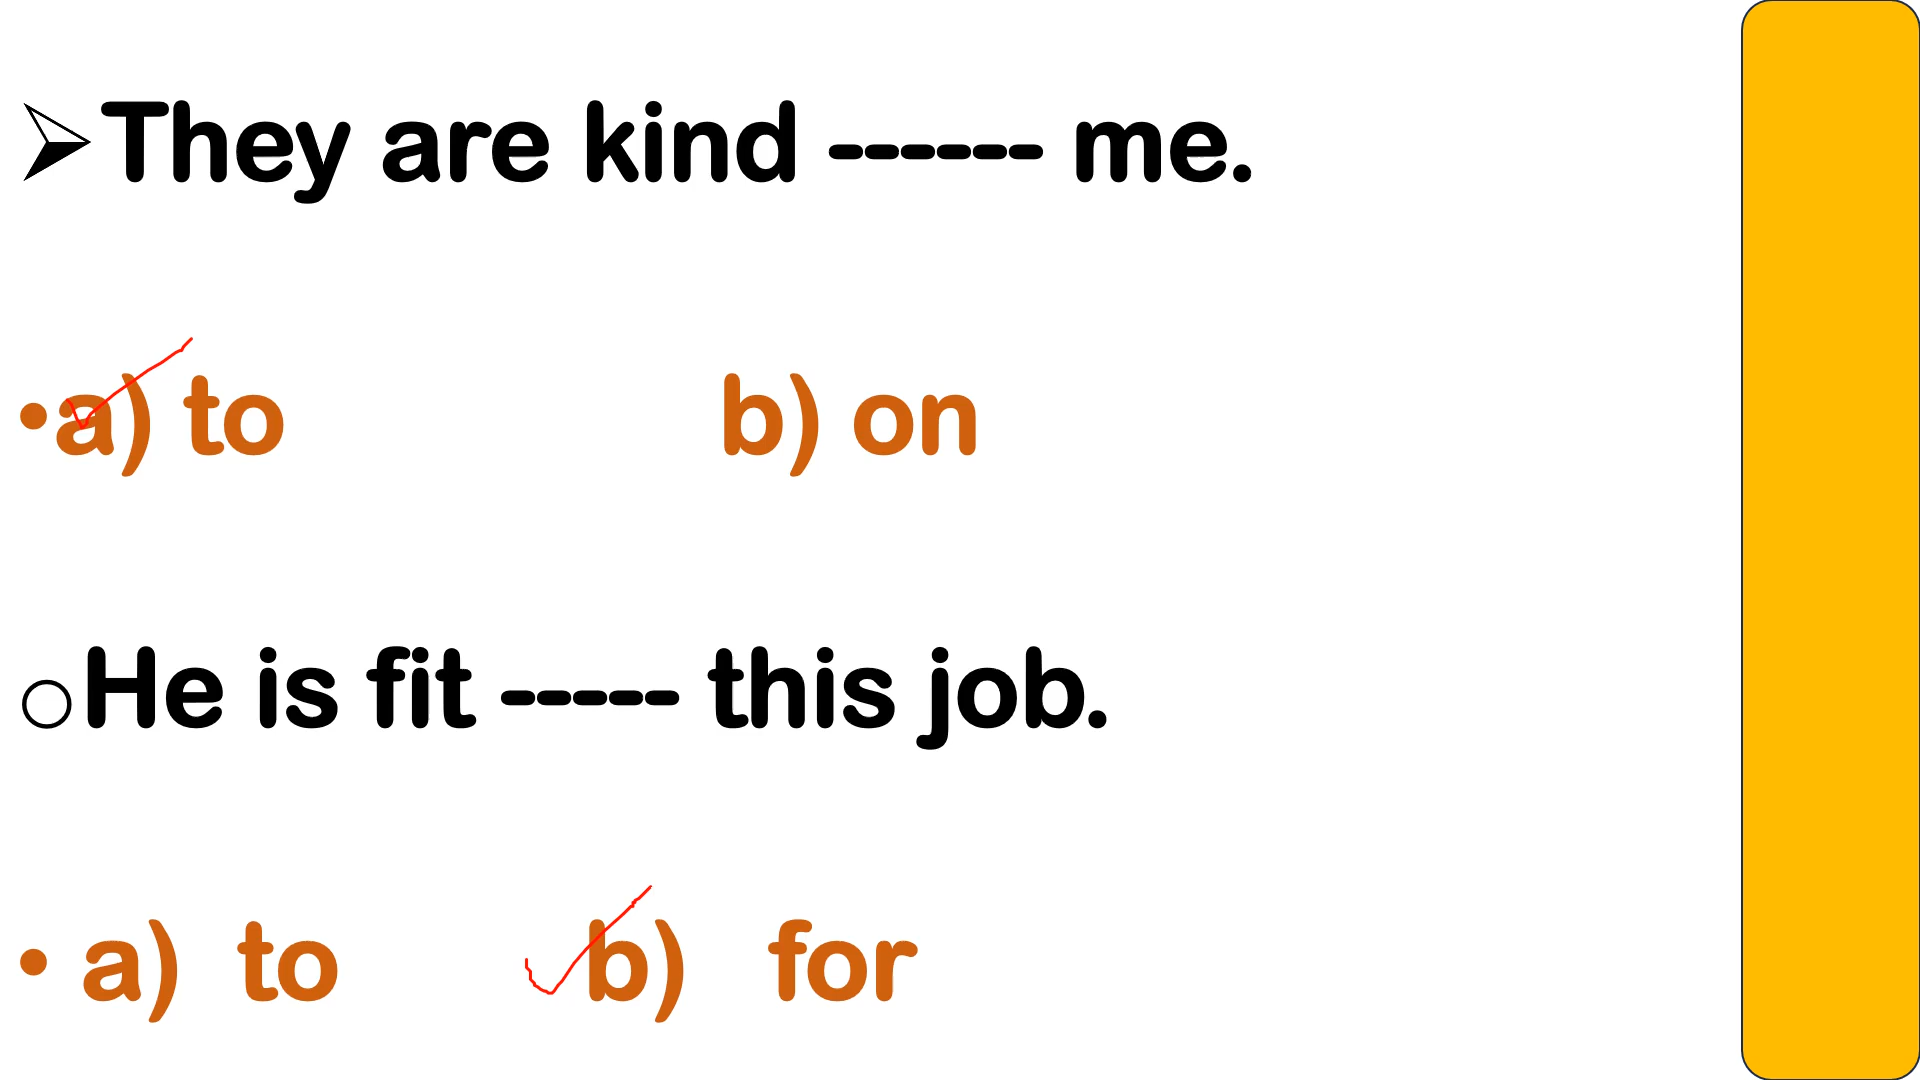 They are kind ------ me.
•a) to b) on
He is fit ----- this job.
• a) to b) for